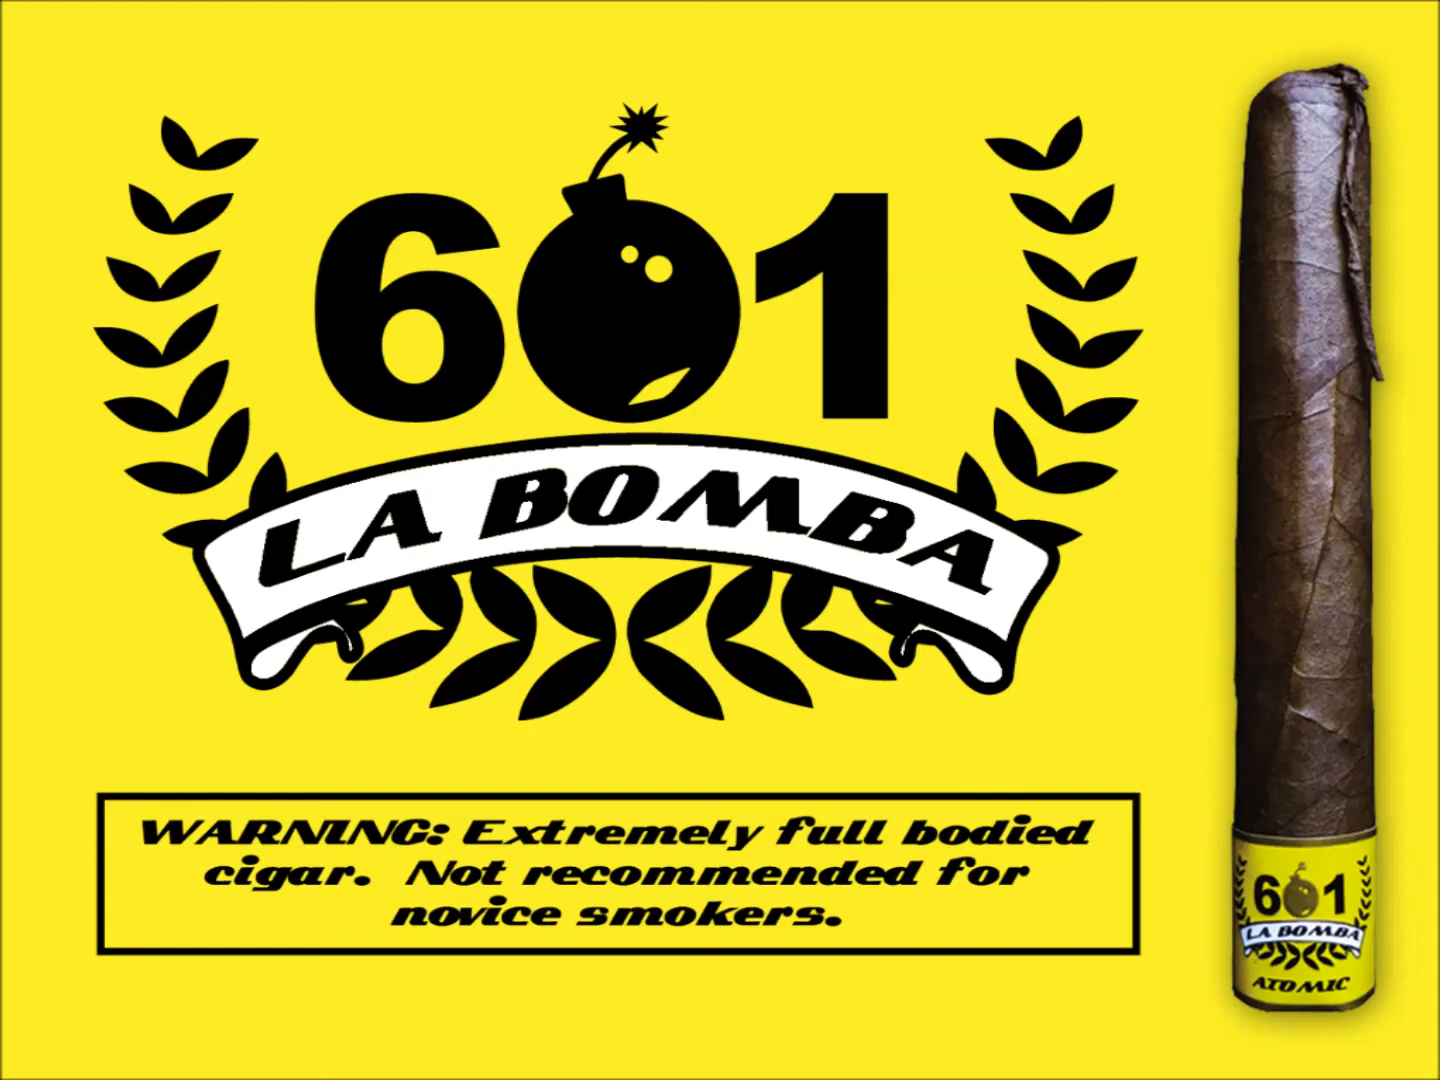 601
LA BOMBA
WARNING: Extremely full bodied
cigar. Not recommended for
novice smokers.
601
LA BOMBA
ATOMIC